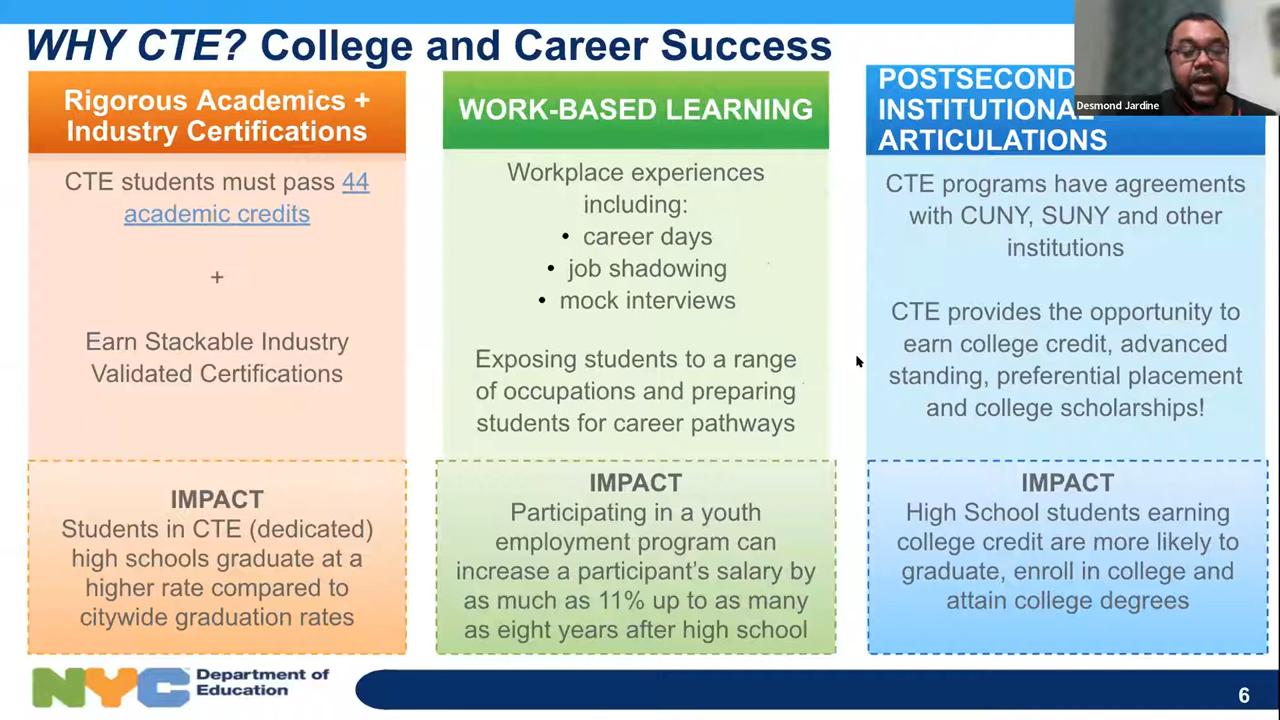 WHY CTE? College and Career Success
Rigorous Academics +
Industry Certifications
CTE students must pass 44
academic credits
+
Earn Stackable Industry
Validated Certifications
IMPACT
Students in CTE (dedicated)
high schools graduate at a
higher rate compared to
citywide graduation rates
WORK-BASED LEARNING
Workplace experiences
including:
• career days
• job shadowing
• mock interviews
Exposing students to a range
of occupations and preparing
students for career pathways
IMPACT
Participating in a youth
employment program can
increase a participant's salary by
as much as 11% up to as many
as eight years after high school
POSTSECOND
INSTITUTIONAL
ARTICULATIONS
CTE programs have agreements
with CUNY, SUNY and other
institutions
CTE provides the opportunity to
earn college credit, advanced
standing, preferential placement
and college scholarships!
IMPACT
High School students earning
college credit are more likely to
graduate, enroll in college and
attain college degrees
Desmond Jardine
NYC
Department of
Education
6